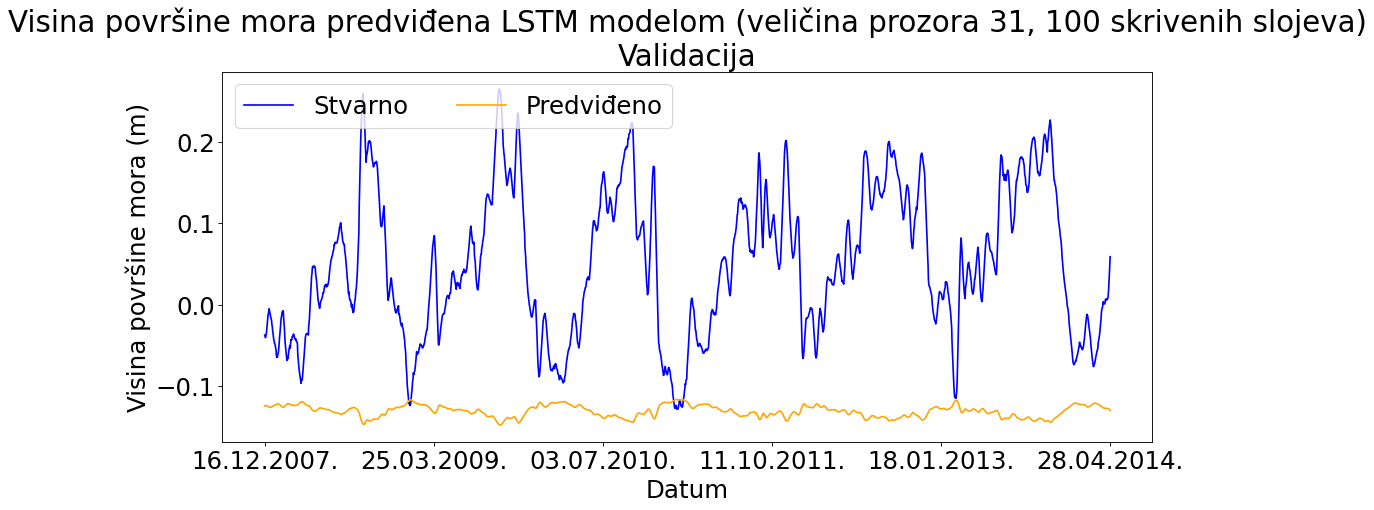 Visina površine mora predviđena LSTM modelom (veličina prozora 31, 100 skrivenih slojeva)
Validacija
Stvarno Predviđeno
Visina površine mora (m)
0.2
0.1
0.0
−0.1
16.12.2007. 25.03.2009. 03.07.2010. 11.10.2011. 18.01.2013. 28.04.2014.
Datum